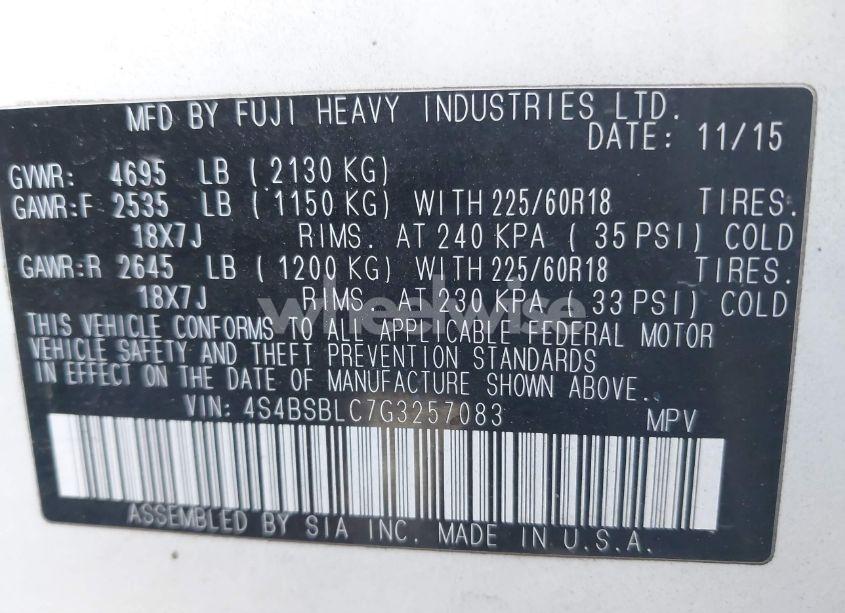 MFD BY FUJI HEAVY INDUSTRIES LTD.
DATE: 11/15
GVWR: 4695 LB ( 2130 KG)
GAWR:F 2535 LB ( 1150 KG) WITH 225/60R18 TIRES.
18X7J RIMS. AT 240 KPA ( 35 PSI) COLD
GAWR:R 2645 LB ( 1200 KG) WITH 225/60R18 TIRES.
18X7J RIMS. AT 230 KPA ( 33 PSI) COLD
wheelwise
THIS VEHICLE CONFORMS TO ALL APPLICABLE FEDERAL MOTOR
VEHICLE SAFETY AND THEFT PREVENTION STANDARDS
IN EFFECT ON THE DATE OF MANUFACTURE SHOWN ABOVE.
VIN: 4S4BSBLC7G3257083 MPV
ASSEMBLED BY SIA INC. MADE IN U.S.A.